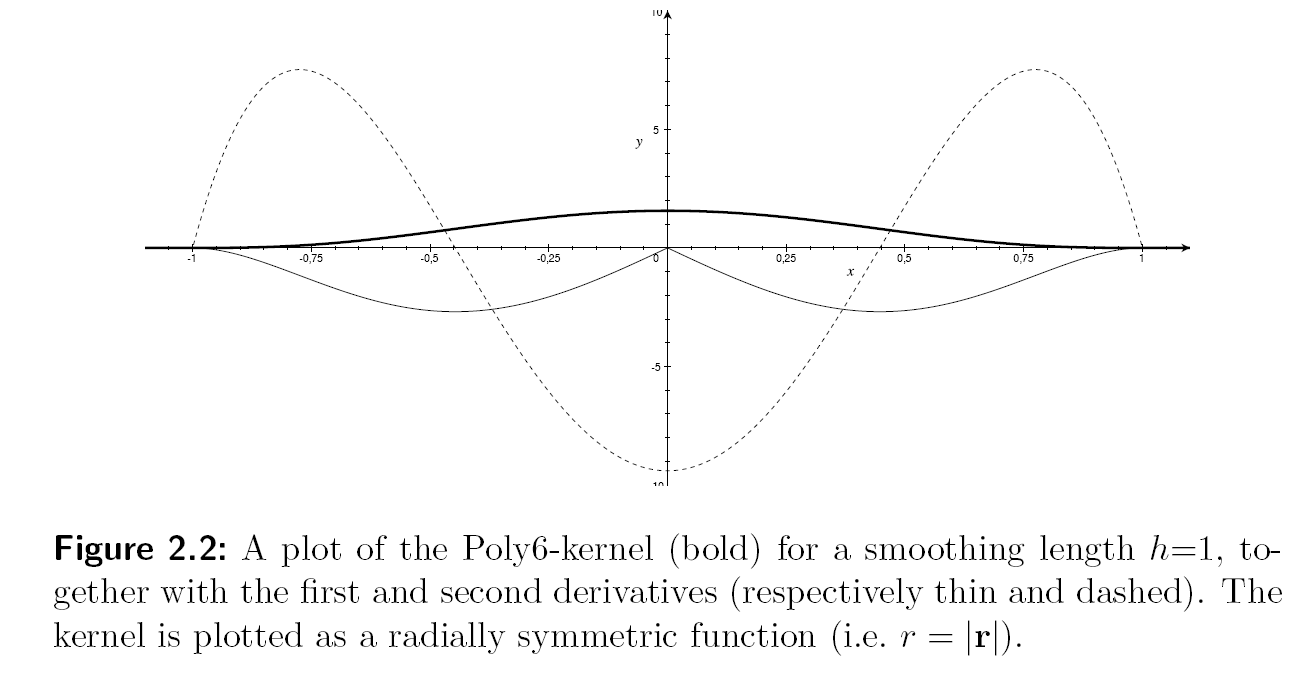 10
y
5
-1 -0,75 -0,5 -0,25 0 0,25 0,5 0,75 1
x
-5
10
Figure 2.2: A plot of the Poly6-kernel (bold) for a smoothing length h=1, to-
gether with the first and second derivatives (respectively thin and dashed). The
kernel is plotted as a radially symmetric function (i.e. r = |r|).